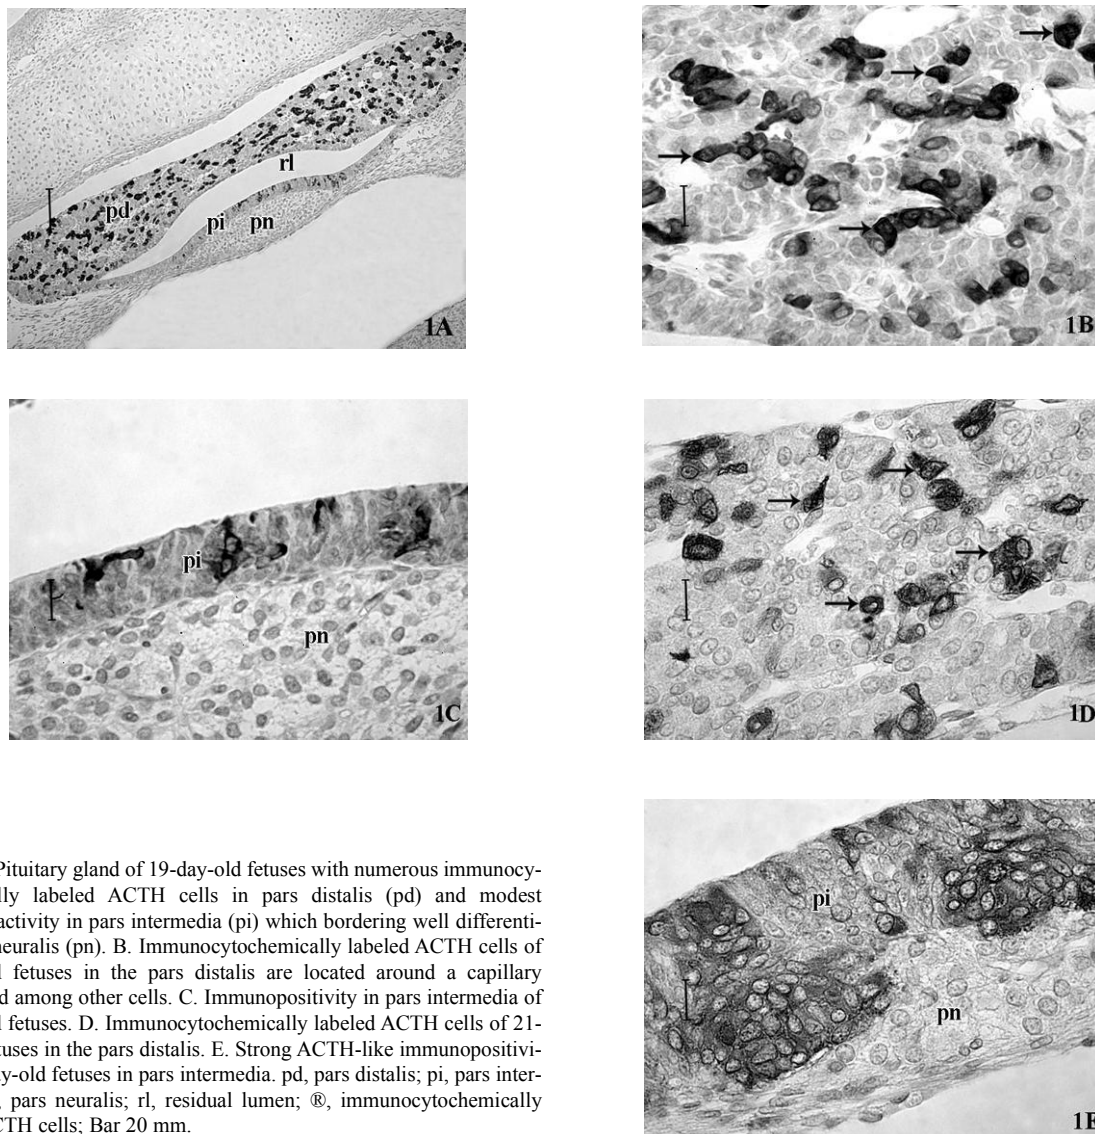 rl
pd
pi
pn
1A
1B
pi
pn
1C
1D
pi
pn
1E
Pituitary gland of 19-day-old fetuses with numerous immunocy-
lly labeled ACTH cells in pars distalis (pd) and modest
activity in pars intermedia (pi) which bordering well differenti-
neuralis (pn). B. Immunocytochemically labeled ACTH cells of
l fetuses in the pars distalis are located around a capillary
d among other cells. C. Immunopositivity in pars intermedia of
l fetuses. D. Immunocytochemically labeled ACTH cells of 21-
tuses in the pars distalis. E. Strong ACTH-like immunopositivi-
ay-old fetuses in pars intermedia. pd, pars distalis; pi, pars inter-
, pars neuralis; rl, residual lumen; ®, immunocytochemically
CTH cells; Bar 20 mm.